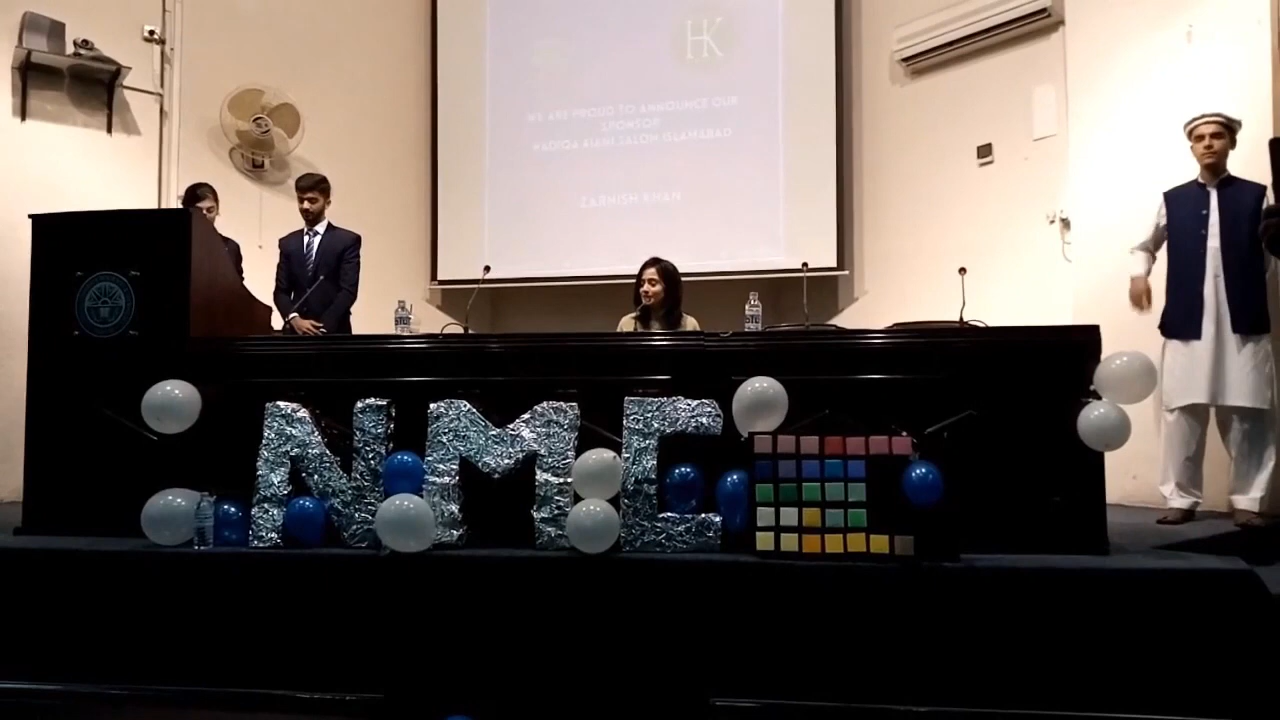 HK
WE ARE PROUD TO ANNOUNCE OUR
SPONSOR
HADIQA KIANI SALON ISLAMABAD
ZARNISH KHAN
NMC